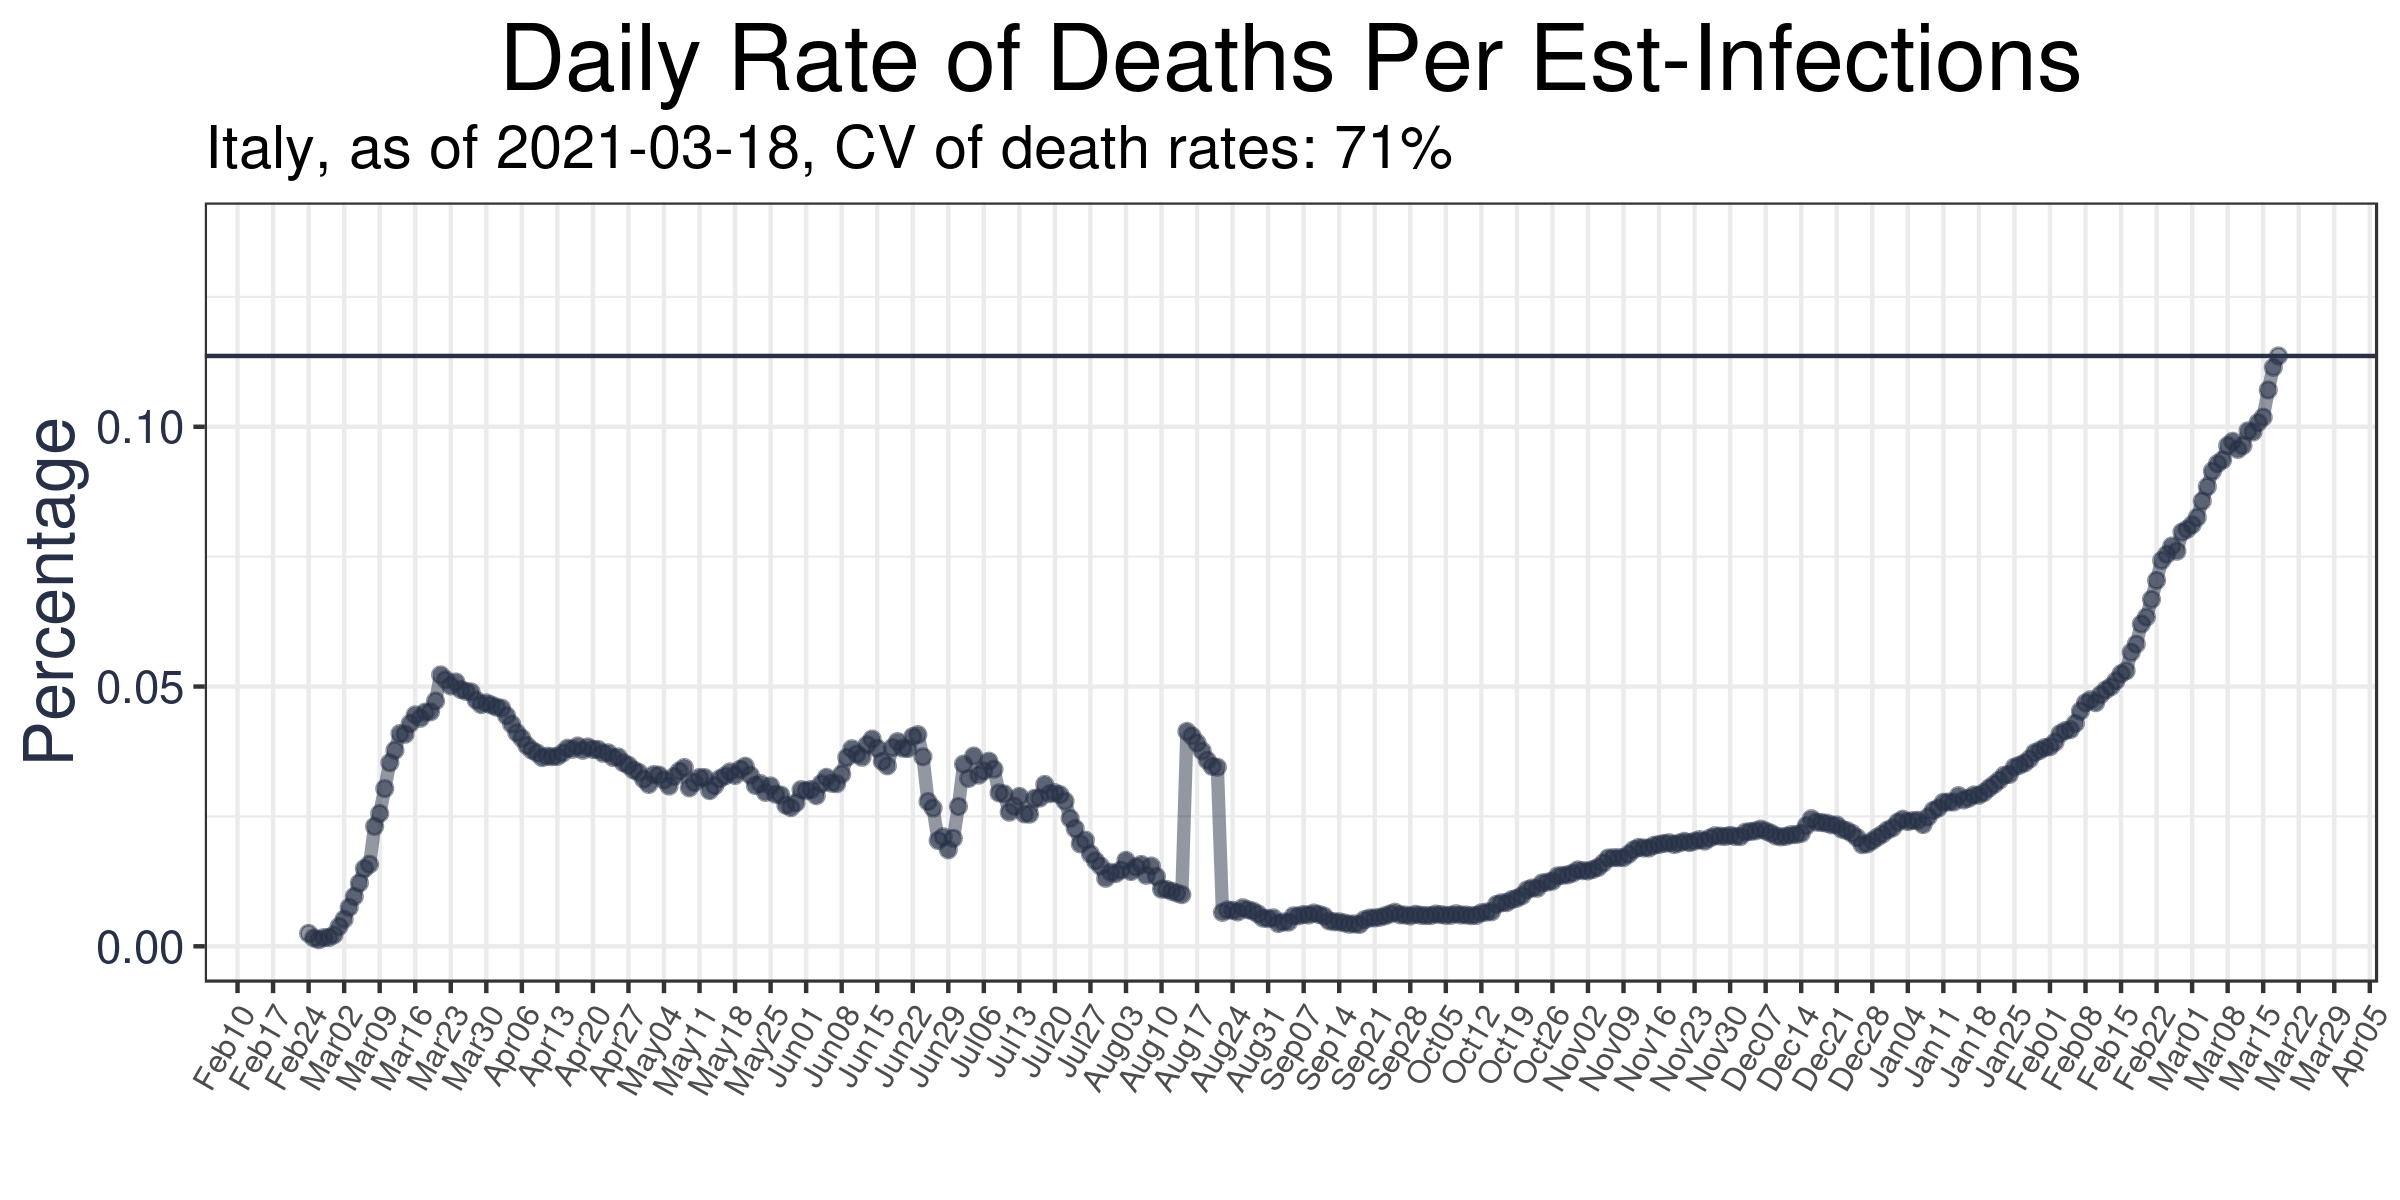 Daily Rate of Deaths Per Est-Infections
Italy, as of 2021-03-18, CV of death rates: 71%
Percentage
0.10
0.05
0.00
Feb10
Feb17
Feb24
Mar02
Mar09
Mar16
Mar23
Mar30
Apr06
Apr13
Apr20
Apr27
May04
May11
May18
May25
Jun01
Jun08
Jun15
Jun22
Jun29
Jul06
Jul13
Jul20
Jul27
Aug03
Aug10
Aug17
Aug24
Aug31
Sep07
Sep14
Sep21
Sep28
Oct05
Oct12
Oct19
Oct26
Nov02
Nov09
Nov16
Nov23
Nov30
Dec07
Dec14
Dec21
Dec28
Jan04
Jan11
Jan18
Jan25
Feb01
Feb08
Feb15
Feb22
Mar01
Mar08
Mar15
Mar22
Mar29
Apr05